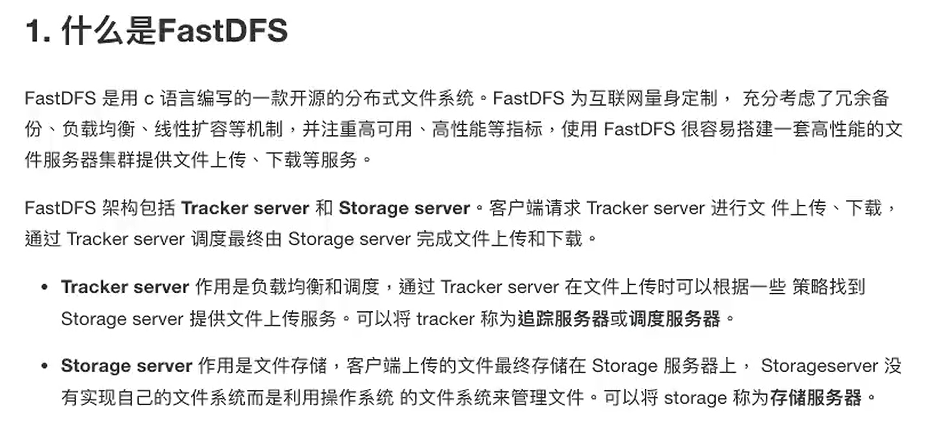 1. 什么是FastDFS
FastDFS 是用 c 语言编写的一款开源的分布式文件系统。FastDFS 为互联网量身定制， 充分考虑了冗余备
份、负载均衡、线性扩容等机制，并注重高可用、高性能等指标，使用 FastDFS 很容易搭建一套高性能的文
件服务器集群提供文件上传、下载等服务。
FastDFS 架构包括 Tracker server 和 Storage server。客户端请求 Tracker server 进行文 件上传、下载，
通过 Tracker server 调度最终由 Storage server 完成文件上传和下载。
• Tracker server 作用是负载均衡和调度，通过 Tracker server 在文件上传时可以根据一些 策略找到
Storage server 提供文件上传服务。可以将 tracker 称为追踪服务器或调度服务器。
• Storage server 作用是文件存储，客户端上传的文件最终存储在 Storage 服务器上， Storageserver 没
有实现自己的文件系统而是利用操作系统 的文件系统来管理文件。可以将 storage 称为存储服务器。